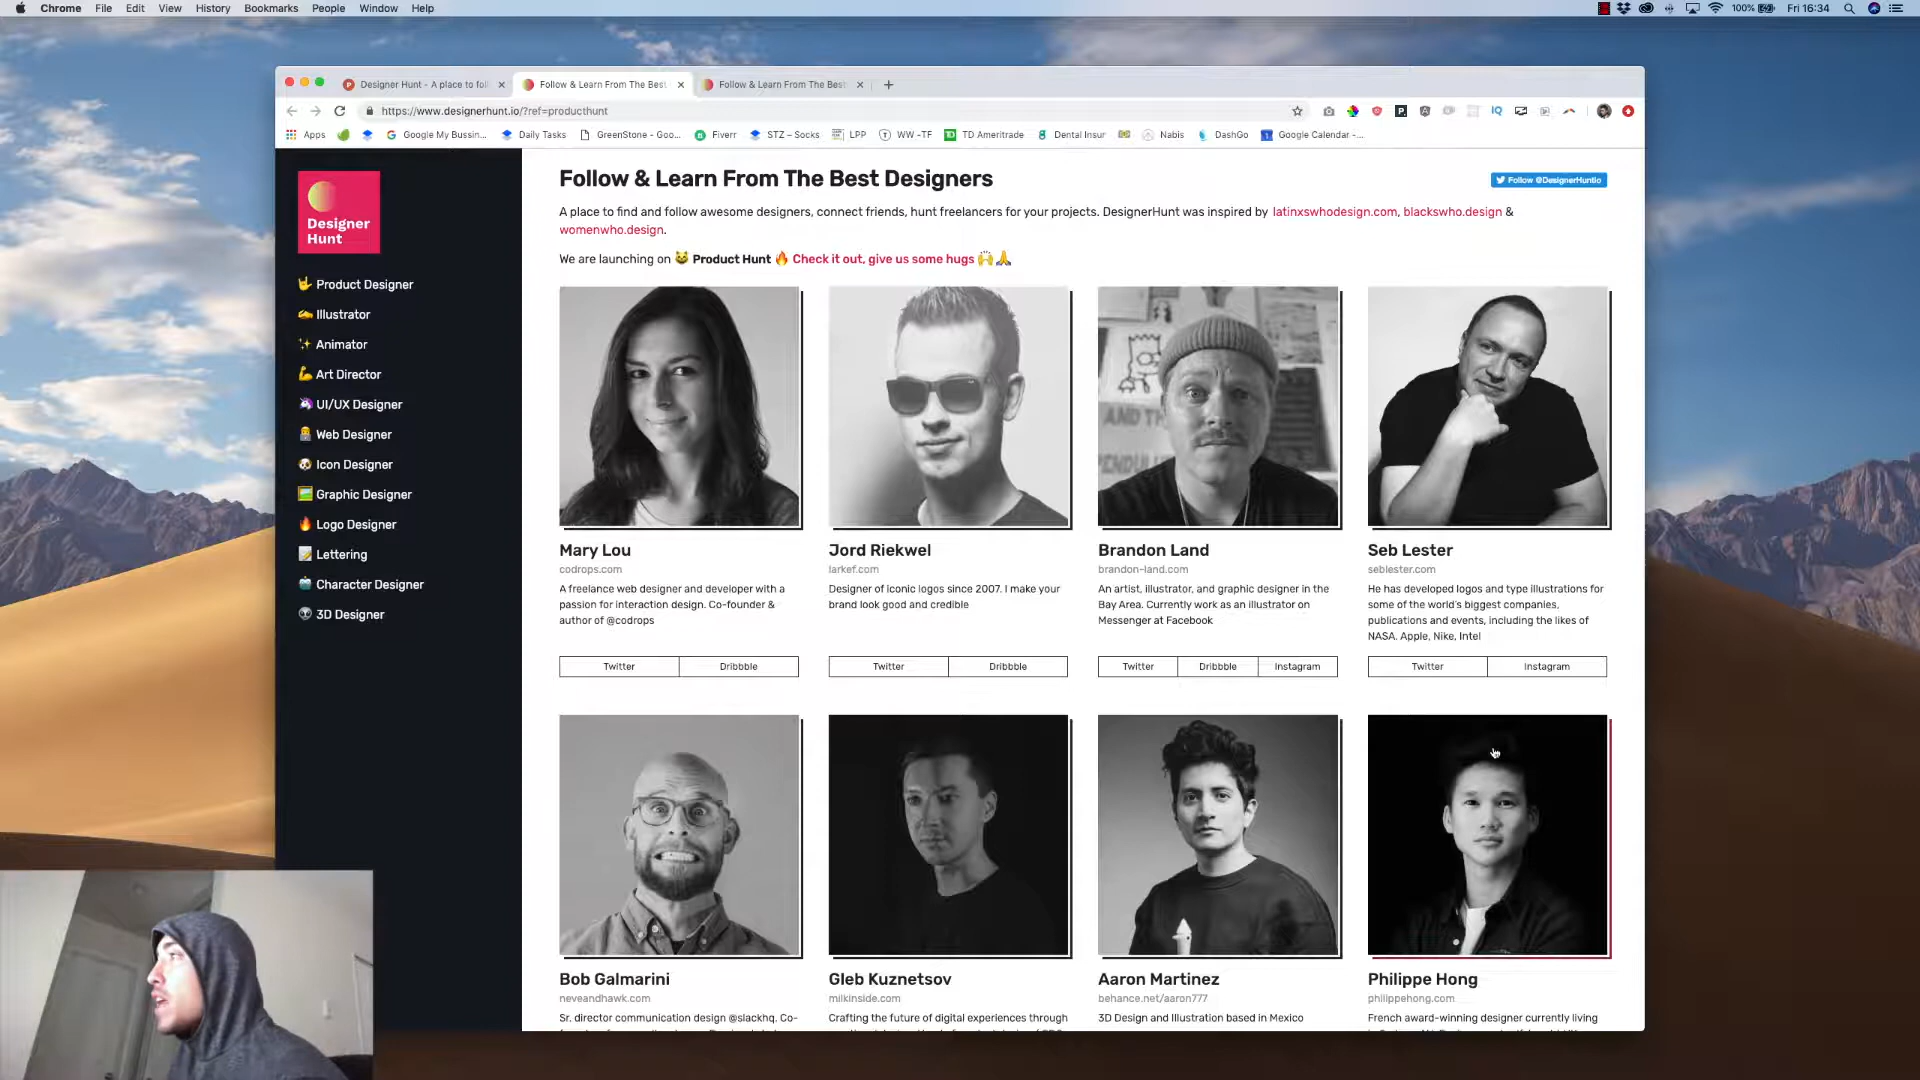 Chrome File Edit View History Bookmarks People Window Help
100% Fri 16:34
Designer Hunt - A place to foll
Follow & Learn From The Best
Follow & Learn From The Best
https://www.designerhunt.io/?ref=producthunt
Apps Google My Bussin... Daily Tasks GreenStone - Goo... Fiverr STZ – Socks LPP WW -TF TD Ameritrade Dental Insur Nabis DashGo Google Calendar -...
Designer
Hunt
Product Designer
Illustrator
Animator
Art Director
UI/UX Designer
Web Designer
Icon Designer
Graphic Designer
Logo Designer
Lettering
Character Designer
3D Designer
Follow & Learn From The Best Designers
Follow @DesignerHuntio
A place to find and follow awesome designers, connect friends, hunt freelancers for your projects. DesignerHunt was inspired by latinxswhodesign.com, blackswho.design &
womenwho.design.
We are launching on 😺 Product Hunt 🔥 Check it out, give us some hugs 🙌🙏
Mary Lou
codrops.com
A freelance web designer and developer with a
passion for interaction design. Co-founder &
author of @codrops
Twitter Dribbble
Jord Riekwel
larkef.com
Designer of iconic logos since 2007. I make your
brand look good and credible
Twitter Dribbble
AND TH
Brandon Land
brandon-land.com
An artist, illustrator, and graphic designer in the
Bay Area. Currently work as an illustrator on
Messenger at Facebook
Twitter Dribbble Instagram
Seb Lester
seblester.com
He has developed logos and type illustrations for
some of the world's biggest companies,
publications and events, including the likes of
NASA. Apple, Nike, Intel
Twitter Instagram
Bob Galmarini
neveandhawk.com
Sr. director communication design @slackhq. Co-
Gleb Kuznetsov
milkinside.com
Crafting the future of digital experiences through
Aaron Martinez
behance.net/aaron777
3D Design and Illustration based in Mexico
Philippe Hong
philippehong.com
French award-winning designer currently living